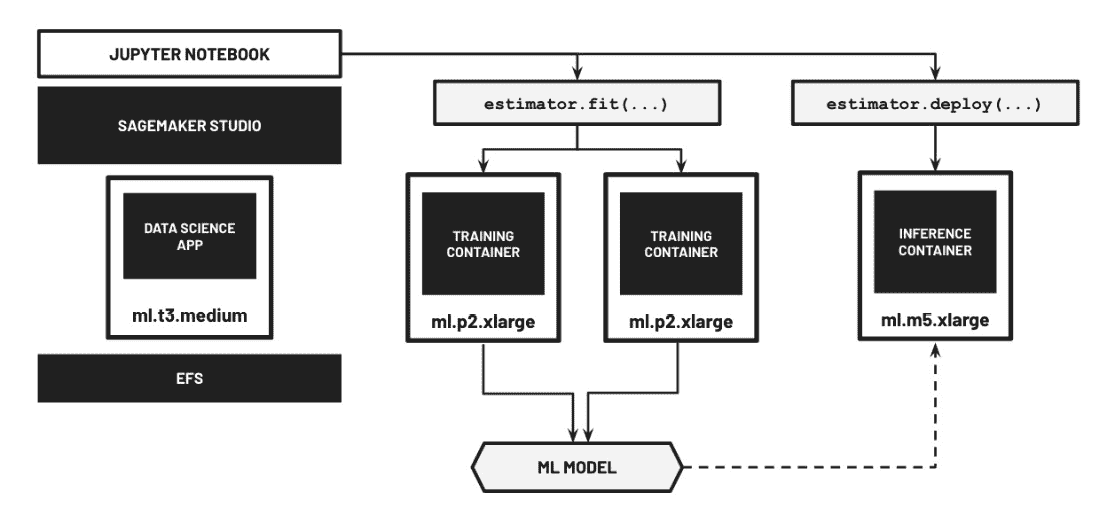 JUPYTER NOTEBOOK
SAGEMAKER STUDIO
DATA SCIENCE
APP
ml.t3.medium
EFS
estimator.fit(...)
estimator.deploy(...)
TRAINING
CONTAINER
ml.p2.xlarge
TRAINING
CONTAINER
ml.p2.xlarge
INFERENCE
CONTAINER
ml.m5.xlarge
ML MODEL